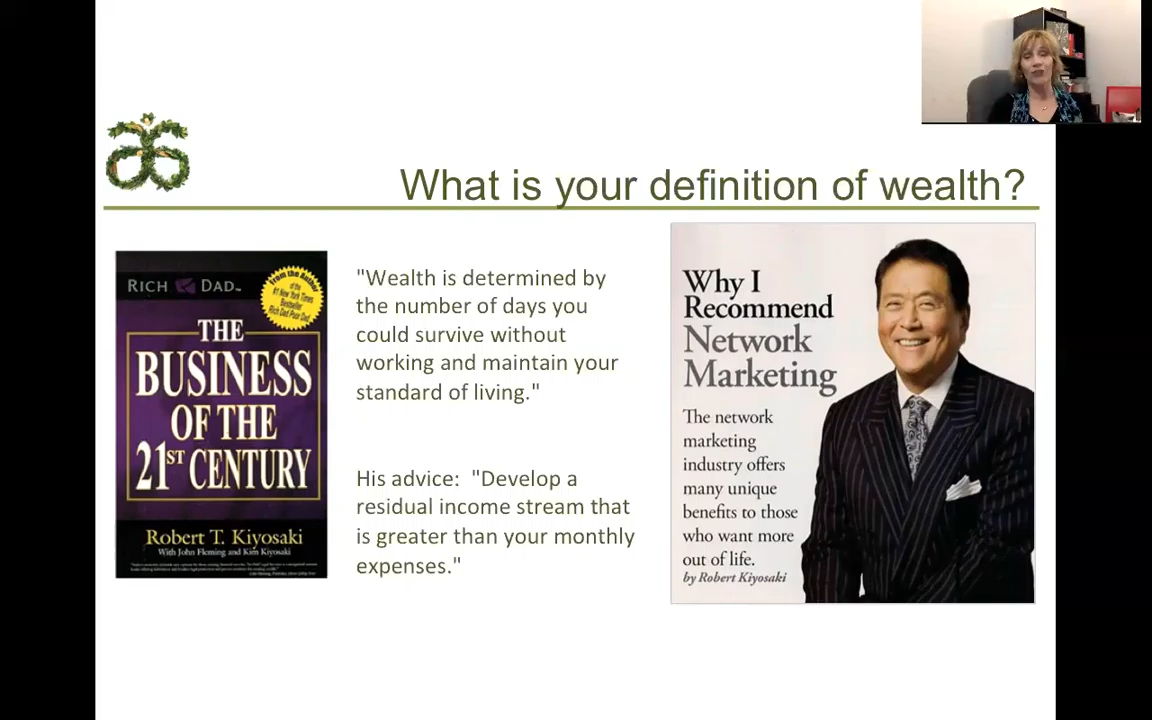 What is your definition of wealth?
RICH DAD™
From the Author
of the
#1 New York Times
Bestseller
Rich Dad Poor Dad
THE
BUSINESS
OF THE
21ST CENTURY
Robert T. Kiyosaki
With John Fleming and Kim Kiyosaki
"Wealth is determined by
the number of days you
could survive without
working and maintain your
standard of living."
His advice:  "Develop a
residual income stream that
is greater than your monthly
expenses."
Why I
Recommend
Network
Marketing
The network
marketing
industry offers
many unique
benefits to those
who want more
out of life.
by Robert Kiyosaki